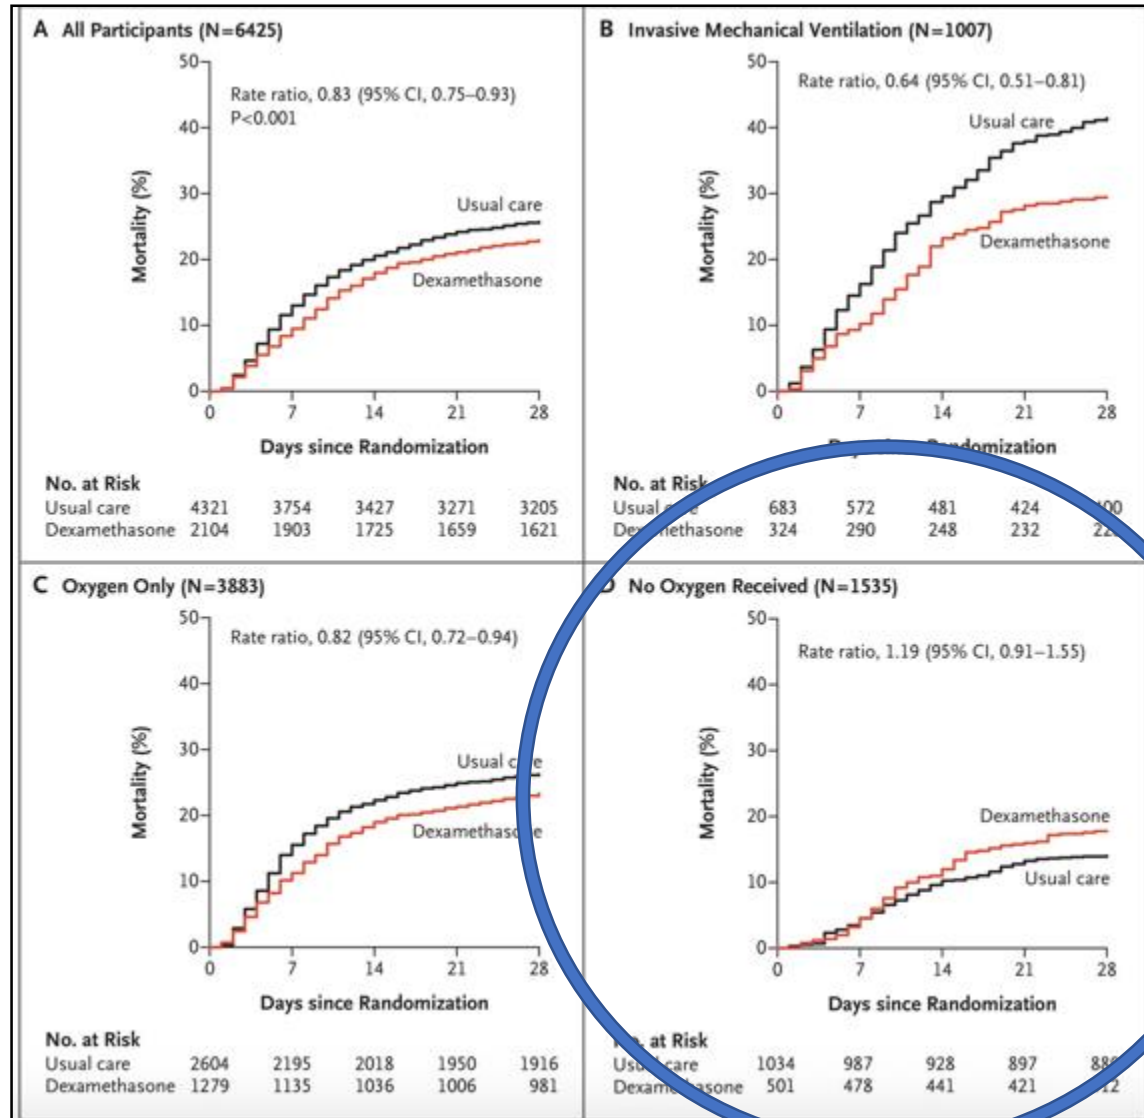 A All Participants (N=6425)
50
Rate ratio, 0.83 (95% CI, 0.75–0.93)
P<0.001
40
30
20
10
0
Mortality (%)
Usual care
Dexamethasone
0 7 14 21 28
Days since Randomization
No. at Risk
Usual care 4321 3754 3427 3271 3205
Dexamethasone 2104 1903 1725 1659 1621
B Invasive Mechanical Ventilation (N=1007)
50
Rate ratio, 0.64 (95% CI, 0.51–0.81)
40
30
20
10
0
Mortality (%)
Usual care
Dexamethasone
0 7 14 21 28
Randomization
No. at Risk
Usual 683 572 481 424
324 290 248 232
C Oxygen Only (N=3883)
50
Rate ratio, 0.82 (95% CI, 0.72–0.94)
40
30
20
10
0
Mortality (%)
Usual care
Dexamethasone
0 7 14 21 28
Days since Randomization
No. at Risk
Usual care 2604 2195 2018 1950 1916
Dexamethasone 1279 1135 1036 1006 981
D No Oxygen Received (N=1535)
50
Rate ratio, 1.19 (95% CI, 0.91–1.55)
40
30
20
10
0
Mortality (%)
Dexamethasone
Usual care
0 7 14 21 28
Days since Randomization
at Risk
care 1034 987 928 897
501 478 441 421